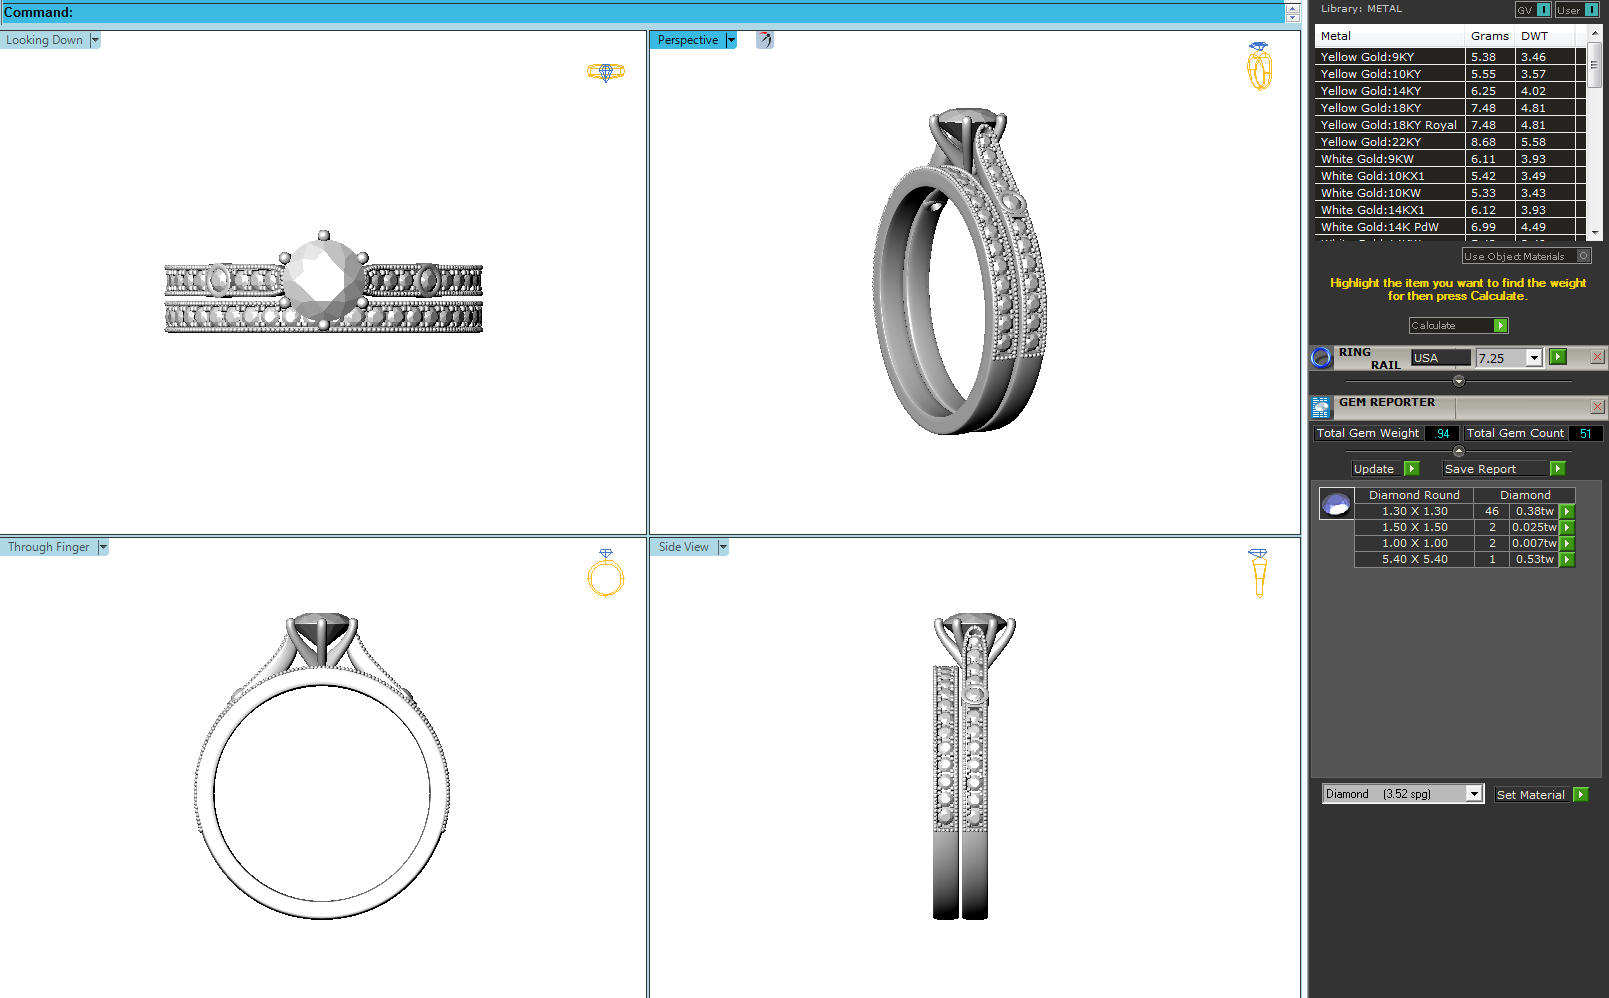 Command:
Looking Down
Perspective
Through Finger
Side View
Library: METAL
GV
User
Metal Grams DWT
Yellow Gold:9KY 5.38 3.46
Yellow Gold:10KY 5.55 3.57
Yellow Gold:14KY 6.25 4.02
Yellow Gold:18KY 7.48 4.81
Yellow Gold:18KY Royal 7.48 4.81
Yellow Gold:22KY 8.68 5.58
White Gold:9KW 6.11 3.93
White Gold:10KX1 5.42 3.49
White Gold:10KW 5.33 3.43
White Gold:14KX1 6.12 3.93
White Gold:14K PdW 6.99 4.49
Use Object Materials
Highlight the item you want to find the weight
for then press Calculate.
Calculate
RING
RAIL USA 7.25
GEM REPORTER
Total Gem Weight .94 Total Gem Count 51
Update Save Report
Diamond Round Diamond
1.30 X 1.30 46 0.38tw
1.50 X 1.50 2 0.025tw
1.00 X 1.00 2 0.007tw
5.40 X 5.40 1 0.53tw
Diamond (3.52 spg) Set Material